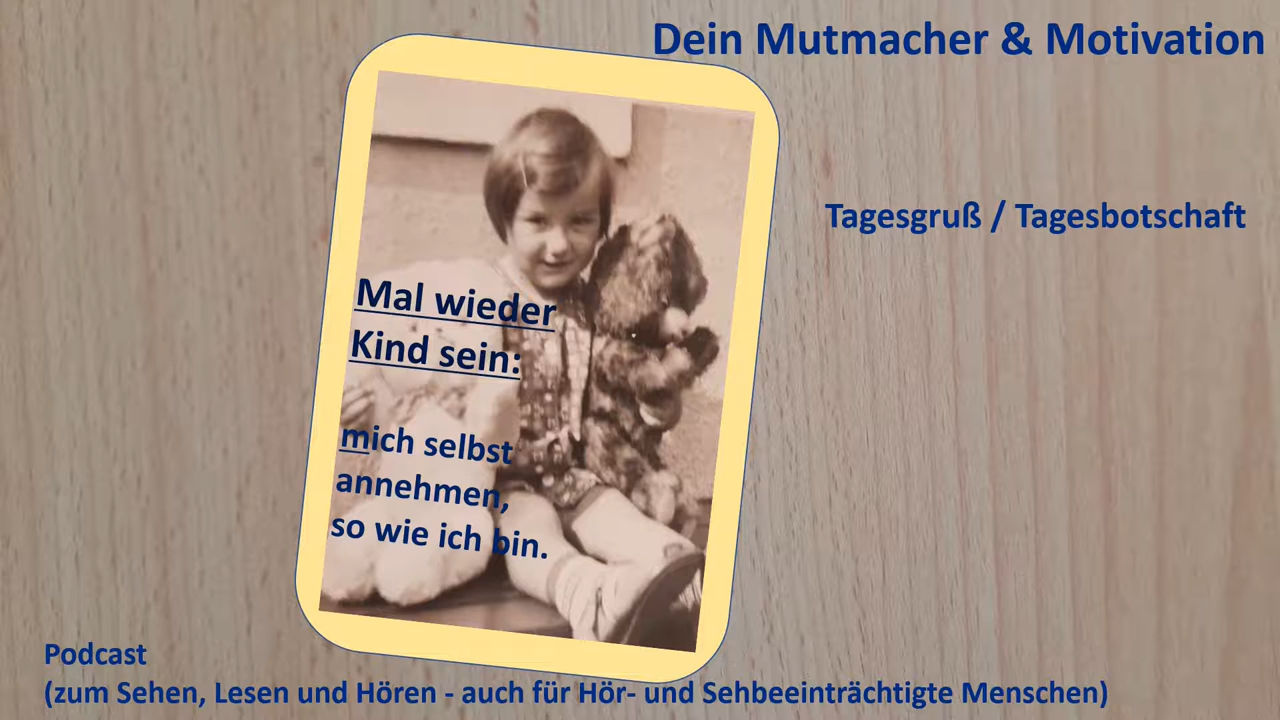 Dein Mutmacher & Motivation
Tagesgruß / Tagesbotschaft
Mal wieder
Kind sein:
mich selbst
annehmen,
so wie ich bin.
Podcast
(zum Sehen, Lesen und Hören - auch für Hör- und Sehbeeinträchtigte Menschen)